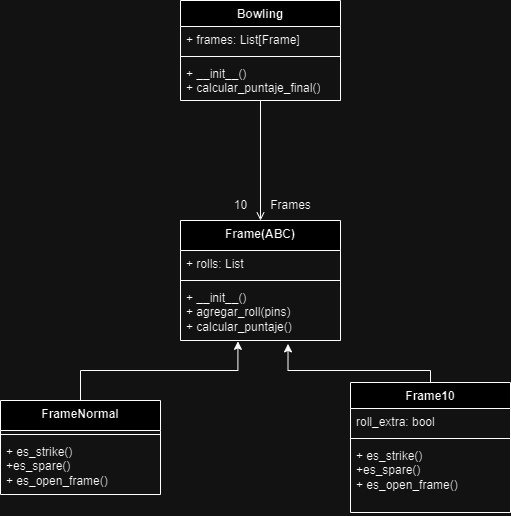 Bowling
+ frames: List[Frame]
+ __init__()
+ calcular_puntaje_final()
10 Frames
Frame(ABC)
+ rolls: List
+ __init__()
+ agregar_roll(pins)
+ calcular_puntaje()
FrameNormal
+ es_strike()
+es_spare()
+ es_open_frame()
Frame10
roll_extra: bool
+ es_strike()
+es_spare()
+ es_open_frame()